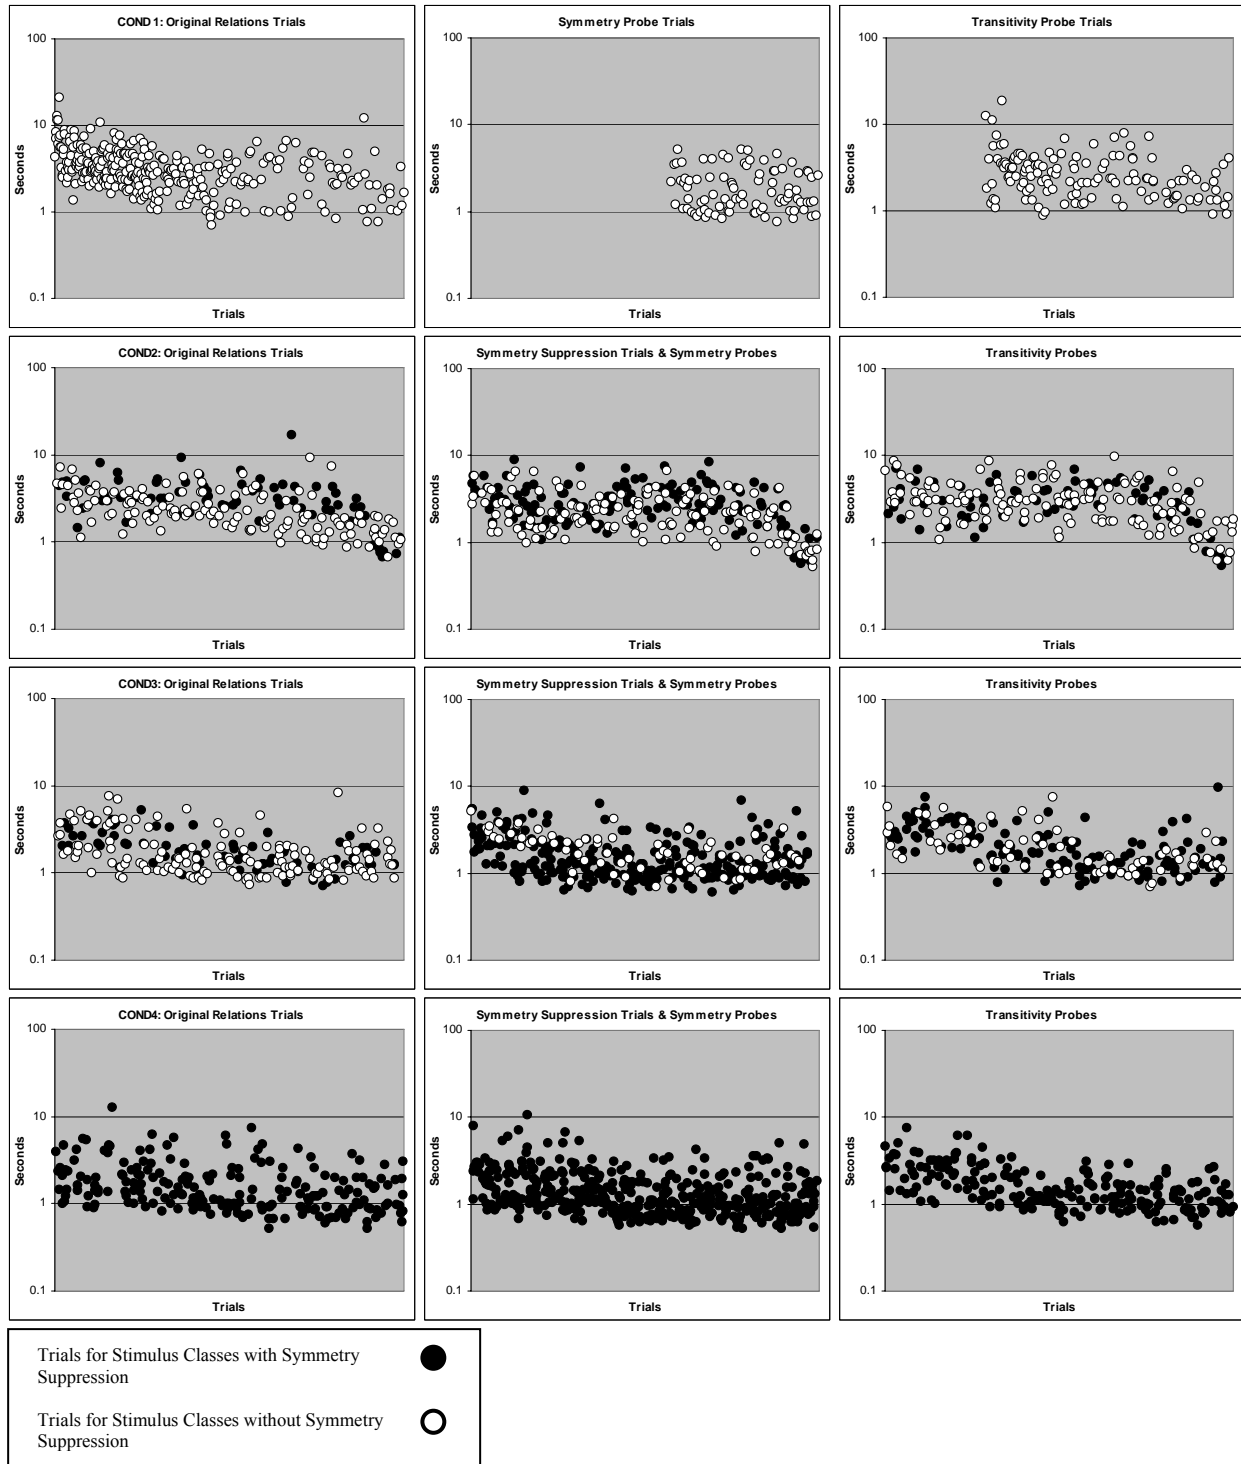 COND 1: Original Relations Trials
100
10
1
0.1
Seconds
Trials
Symmetry Probe Trials
100
10
1
0.1
Seconds
Trials
Transitivity Probe Trials
100
10
1
0.1
Seconds
Trials
COND2: Original Relations Trials
100
10
1
0.1
Seconds
Trials
Symmetry Suppression Trials & Symmetry Probes
100
10
1
0.1
Seconds
Trials
Transitivity Probes
100
10
1
0.1
Seconds
Trials
COND3: Original Relations Trials
100
10
1
0.1
Seconds
Trials
Symmetry Suppression Trials & Symmetry Probes
100
10
1
0.1
Seconds
Trials
Transitivity Probes
100
10
1
0.1
Seconds
Trials
COND4: Original Relations Trials
100
10
1
0.1
Seconds
Trials
Symmetry Suppression Trials & Symmetry Probes
100
10
1
0.1
Seconds
Trials
Transitivity Probes
100
10
1
0.1
Seconds
Trials
Trials for Stimulus Classes with Symmetry
Suppression
Trials for Stimulus Classes without Symmetry
Suppression